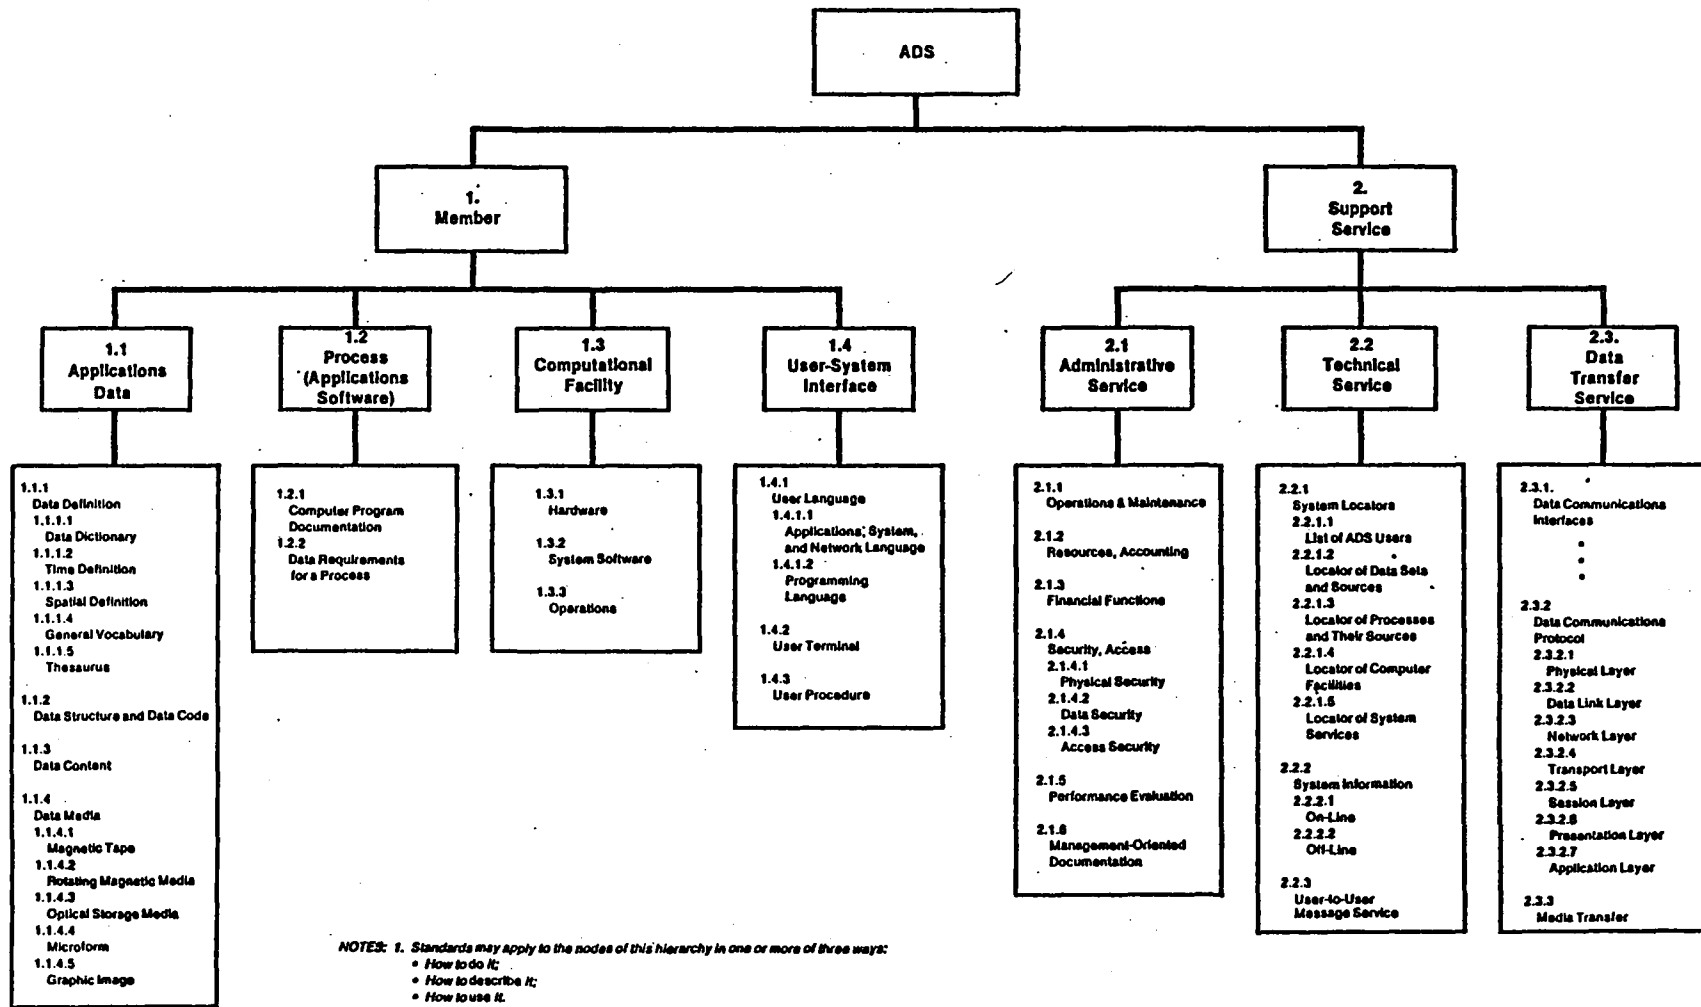 ADS
1.
Member
2.
Support
Service
1.1
Applications
Data
1.2
Process
(Applications
Software)
1.3
Computational
Facility
1.4
User-System
Interface
2.1
Administrative
Service
2.2
Technical
Service
2.3.
Data
Transfer
Service
1.1.1
Data Definition
1.1.1.1
Data Dictionary
1.1.1.2
Time Definition
1.1.1.3
Spatial Definition
1.1.1.4
General Vocabulary
1.1.1.5
Thesaurus
1.1.2
Data Structure and Data Code
1.1.3
Data Content
1.1.4
Data Media
1.1.4.1
Magnetic Tape
1.1.4.2
Rotating Magnetic Media
1.1.4.3
Optical Storage Media
1.1.4.4
Microform
1.1.4.5
Graphic Image
1.2.1
Computer Program
Documentation
1.2.2
Data Requirements
for a Process
1.3.1
Hardware
1.3.2
System Software
1.3.3
Operations
1.4.1
User Language
1.4.1.1
Applications, System,
and Network Language
1.4.1.2
Programming
Language
1.4.2
User Terminal
1.4.3
User Procedure
2.1.1
Operations & Maintenance
2.1.2
Resources, Accounting
2.1.3
Financial Functions
2.1.4
Security, Access
2.1.4.1
Physical Security
2.1.4.2
Data Security
2.1.4.3
Access Security
2.1.5
Performance Evaluation
2.1.6
Management-Oriented
Documentation
2.2.1
System Locators
2.2.1.1
List of ADS Users
2.2.1.2
Locator of Data Sets
and Sources
2.2.1.3
Locator of Processes
and Their Sources
2.2.1.4
Locator of Computer
Facilities
2.2.1.5
Locator of System
Services
2.2.2
System Information
2.2.2.1
On-Line
2.2.2.2
Off-Line
2.2.3
User-to-User
Message Service
2.3.1.
Data Communications
Interfaces
•
•
•
2.3.2
Data Communications
Protocol
2.3.2.1
Physical Layer
2.3.2.2
Data Link Layer
2.3.2.3
Network Layer
2.3.2.4
Transport Layer
2.3.2.5
Session Layer
2.3.2.6
Presentation Layer
2.3.2.7
Application Layer
2.3.3
Media Transfer
NOTES: 1. Standards may apply to the nodes of this hierarchy in one or more of three ways:
• How to do it;
• How to describe it;
• How to use it.